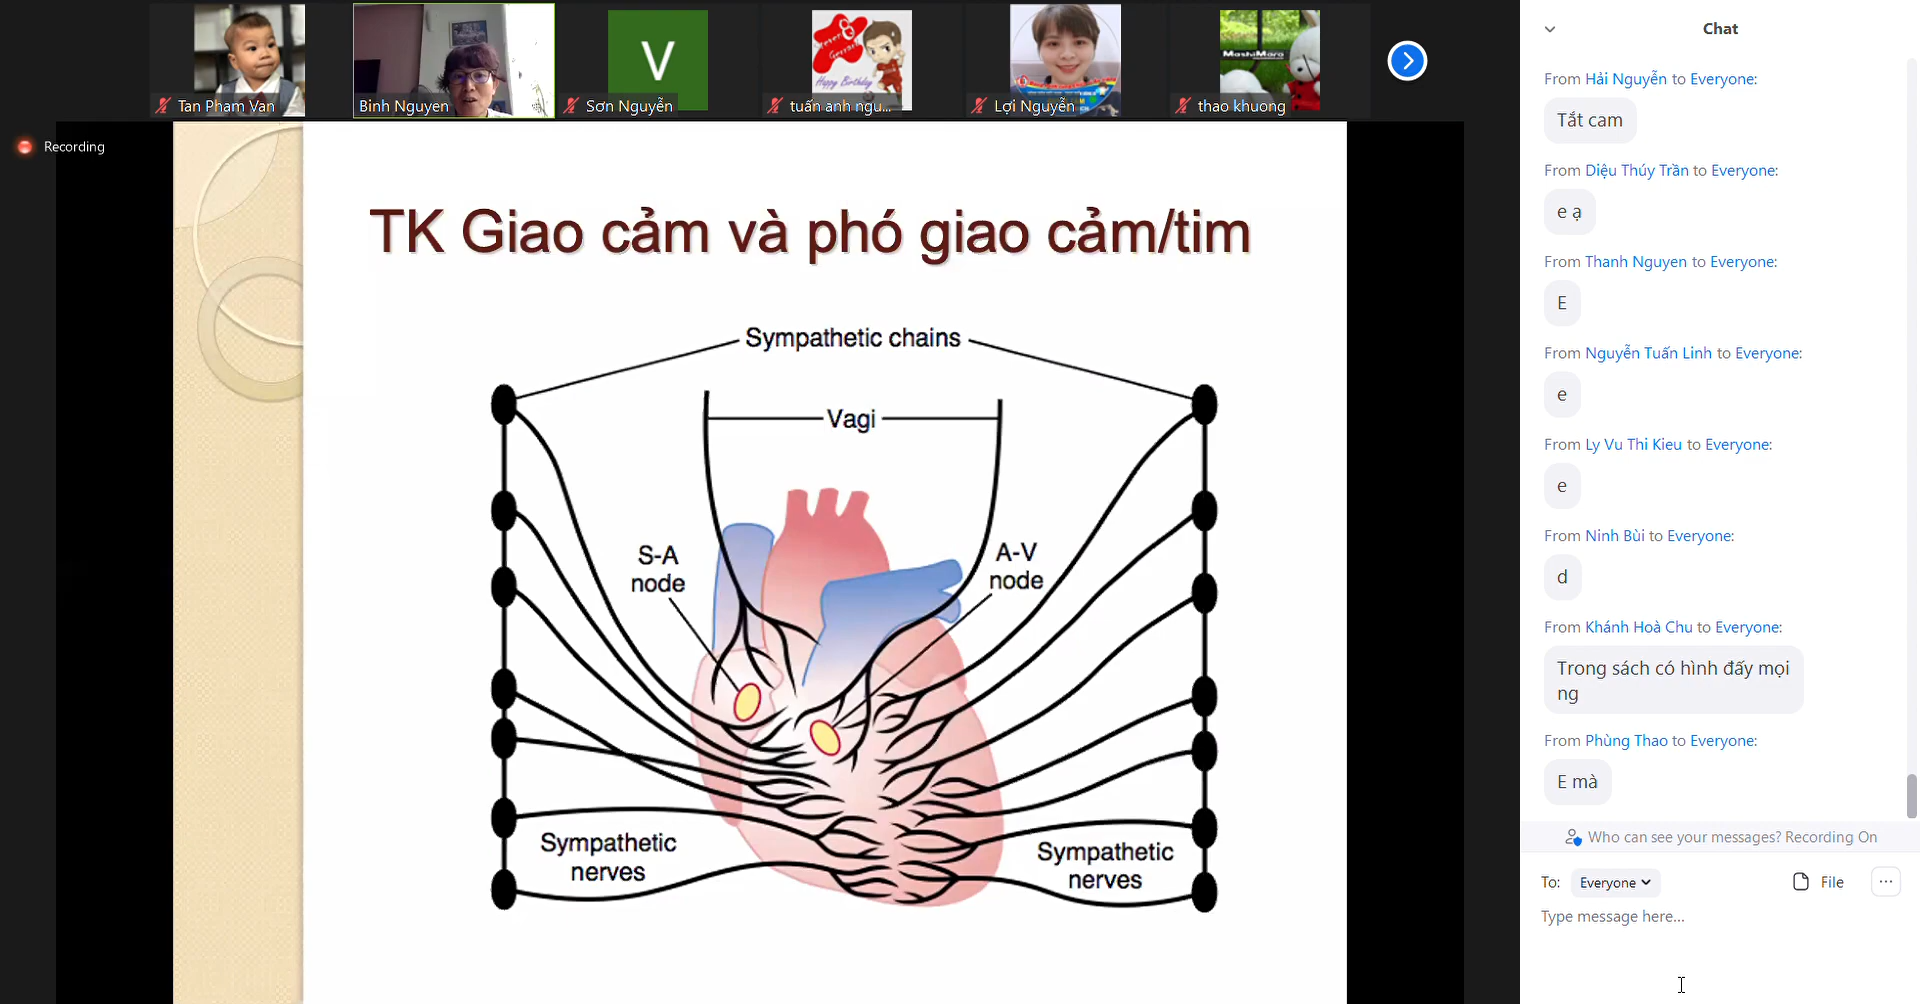 Tan Pham Van
Binh Nguyen
V
Sơn Nguyễn
Happy Birthday
tuấn anh ngu...
Lợi Nguyễn
MashiMaro
thao khuong
Recording
TK Giao cảm và phó giao cảm/tim
Sympathetic chains
Vagi
S-A
node
A-V
node
Sympathetic
nerves
Sympathetic
nerves
Chat
From Hải Nguyễn to Everyone:
Tắt cam
From Diệu Thúy Trần to Everyone:
e ạ
From Thanh Nguyen to Everyone:
E
From Nguyễn Tuấn Linh to Everyone:
e
From Ly Vu Thi Kieu to Everyone:
e
From Ninh Bùi to Everyone:
d
From Khánh Hoà Chu to Everyone:
Trong sách có hình đấy mọi
ng
From Phùng Thao to Everyone:
E mà
Who can see your messages? Recording On
To: Everyone
File
...
Type message here...